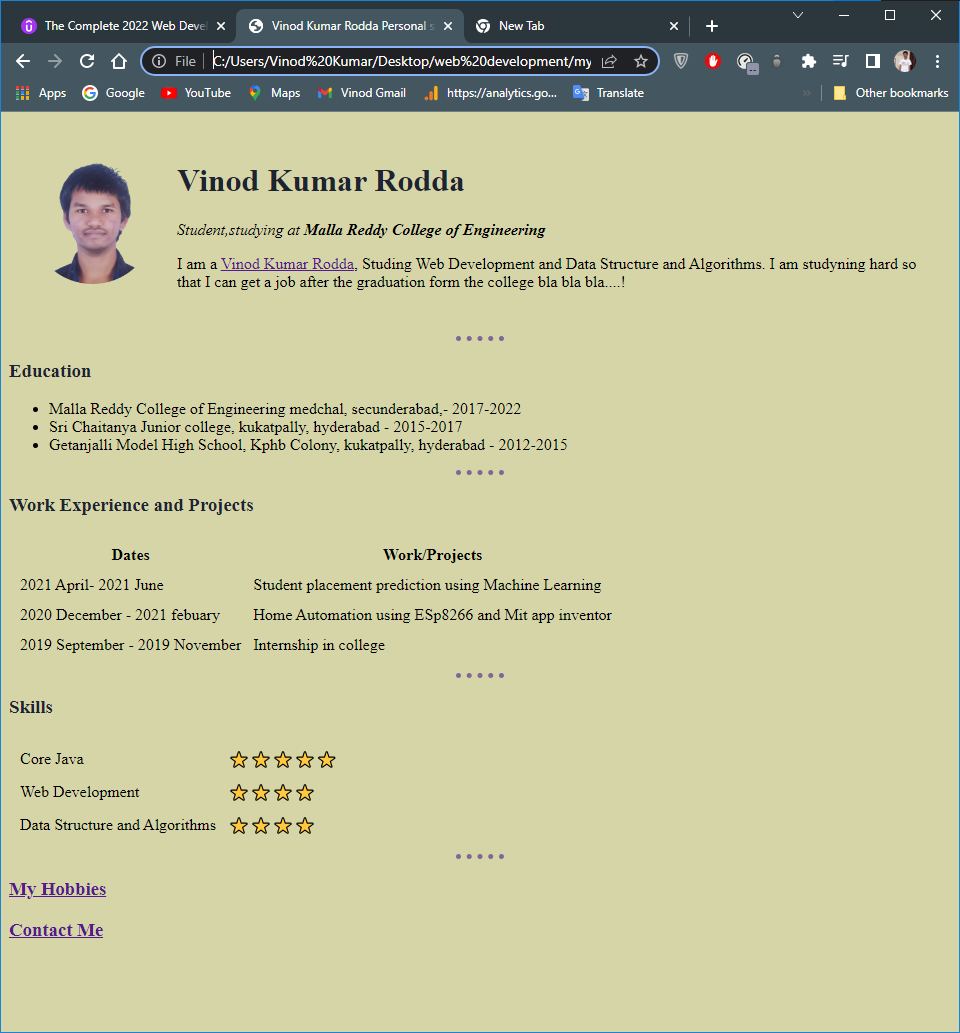 The Complete 2022 Web Devel
Vinod Kumar Rodda Personal s
New Tab
File
C:/Users/Vinod%20Kumar/Desktop/web%20development/my
Apps
Google
YouTube
Maps
Vinod Gmail
https://analytics.go...
Translate
»
Other bookmarks
Vinod Kumar Rodda
Student,studying at Malla Reddy College of Engineering
I am a Vinod Kumar Rodda, Studing Web Development and Data Structure and Algorithms. I am studyning hard so
that I can get a job after the graduation form the college bla bla bla....!
Education
Malla Reddy College of Engineering medchal, secunderabad,- 2017-2022
Sri Chaitanya Junior college, kukatpally, hyderabad - 2015-2017
Getanjalli Model High School, Kphb Colony, kukatpally, hyderabad - 2012-2015
Work Experience and Projects
Dates Work/Projects
2021 April- 2021 June Student placement prediction using Machine Learning
2020 December - 2021 febuary Home Automation using ESp8266 and Mit app inventor
2019 September - 2019 November Internship in college
Skills
Core Java
Web Development
Data Structure and Algorithms
My Hobbies
Contact Me